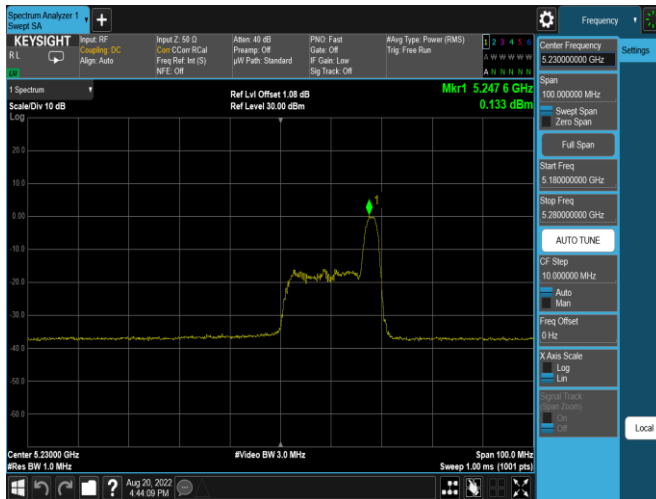 Spectrum Analyzer 1
Swept SA
+
Frequency
KEYSIGHT
R L
LXI
Input: RF
Coupling: DC
Align: Auto
Input Z: 50 Ω
Corr CCorr RCal
Freq Ref: Int (S)
NFE: Off
Atten: 40 dB
Preamp: Off
µW Path: Standard
PNO: Fast
Gate: Off
IF Gain: Low
Sig Track: Off
#Avg Type: Power (RMS)
Trig: Free Run
1 2 3 4 5 6
A W W W W W
A N N N N N
1 Spectrum
Scale/Div 10 dB
Log
Ref Lvl Offset 1.08 dB
Ref Level 30.00 dBm
Mkr1 5.247 6 GHz
0.133 dBm
1
20.0
10.0
0.00
-10.0
-20.0
-30.0
-40.0
-50.0
-60.0
Center 5.23000 GHz
#Video BW 3.0 MHz
Span 100.0 MHz
#Res BW 1.0 MHz
Sweep 1.00 ms (1001 pts)
?
Aug 20, 2022
4:44:09 PM
Center Frequency
5.230000000 GHz
Settings
Span
100.000000 MHz
Swept Span
Zero Span
Full Span
Start Freq
5.180000000 GHz
Stop Freq
5.280000000 GHz
AUTO TUNE
CF Step
10.000000 MHz
Auto
Man
Freq Offset
0 Hz
X Axis Scale
Log
Lin
Signal Track
(Span Zoom)
On
Off
Local